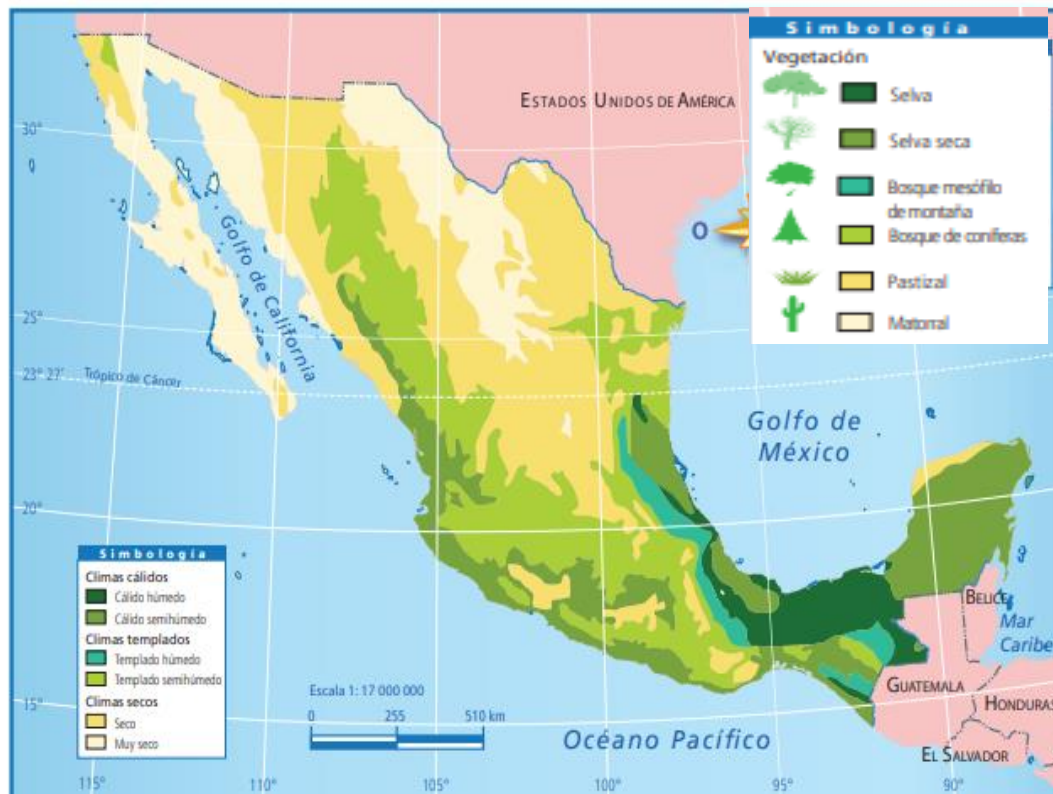 Simbología
Vegetación
Selva
Selva seca
Bosque mesófilo
de montaña
Bosque de coníferas
Pastizal
Matorral
ESTADOS UNIDOS DE AMÉRICA
O
30°
Golfo de California
25°
23° 27'
Trópico de Cáncer
Golfo de
México
20°
Simbología
Climas cálidos
Cálido húmedo
Cálido semihúmedo
Climas templados
Templado húmedo
Templado semihúmedo
Climas secos
Seco
Muy seco
Escala 1: 17 000 000
0 255 510 km
BELICE
Mar
Caribe
GUATEMALA
HONDURAS
EL SALVADOR
15°
Océano Pacífico
115° 110° 105° 100° 95° 90°